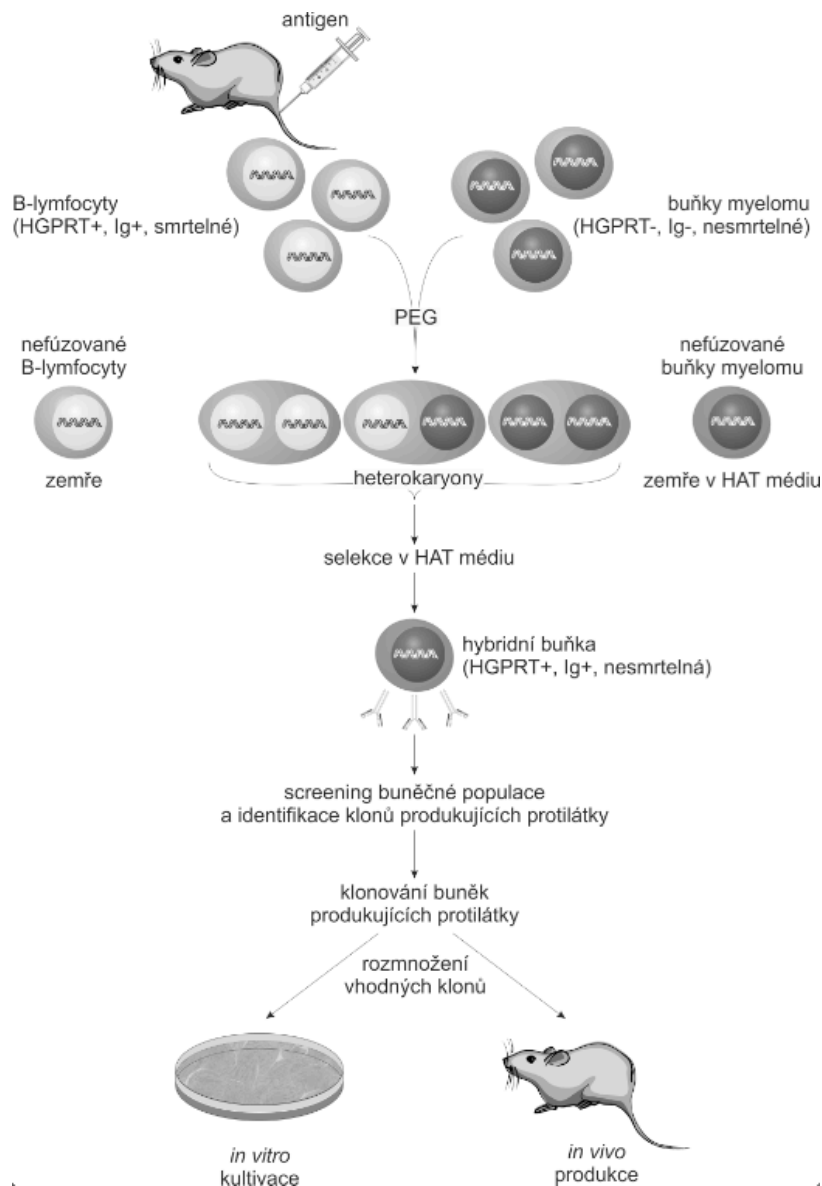 antigen
B-lymfocyty
(HGPRT+, Ig+, smrtelné)
buňky myelomu
(HGPRT-, Ig-, nesmrtelné)
PEG
nefúzované
B-lymfocyty
zemře
nefúzované
buňky myelomu
zemře v HAT médiu
heterokaryony
selekce v HAT médiu
hybridní buňka
(HGPRT+, Ig+, nesmrtelná)
screening buněčné populace
a identifikace klonů produkujících protilátky
klonování buněk
produkujících protilátky
rozmnožení
vhodných klonů
in vitro
kultivace
in vivo
produkce